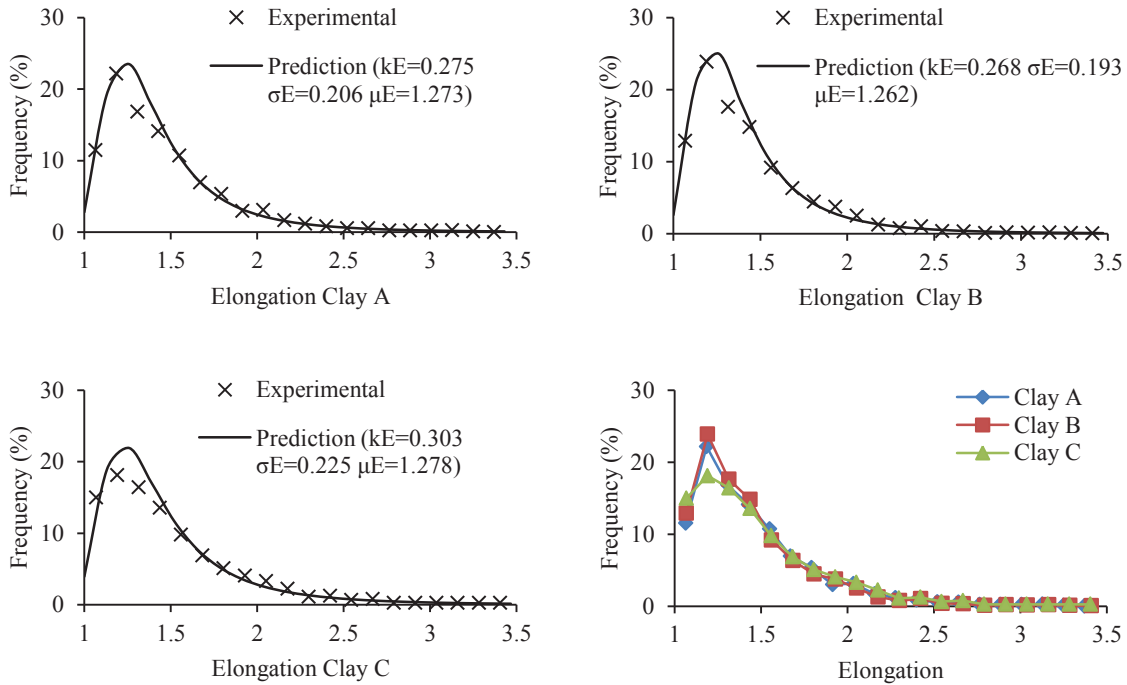 30
20
10
0
Frequency (%)
Experimental
Prediction (kE=0.275
σE=0.206 μE=1.273)
1 1.5 2 2.5 3 3.5
Elongation Clay A
30
20
10
0
Frequency (%)
Experimental
Prediction (kE=0.268 σE=0.193
μE=1.262)
1 1.5 2 2.5 3 3.5
Elongation Clay B
30
20
10
0
Frequency (%)
Experimental
Prediction (kE=0.303
σE=0.225 μE=1.278)
1 1.5 2 2.5 3 3.5
Elongation Clay C
30
20
10
0
Frequency (%)
Clay A
Clay B
Clay C
1 1.5 2 2.5 3 3.5
Elongation